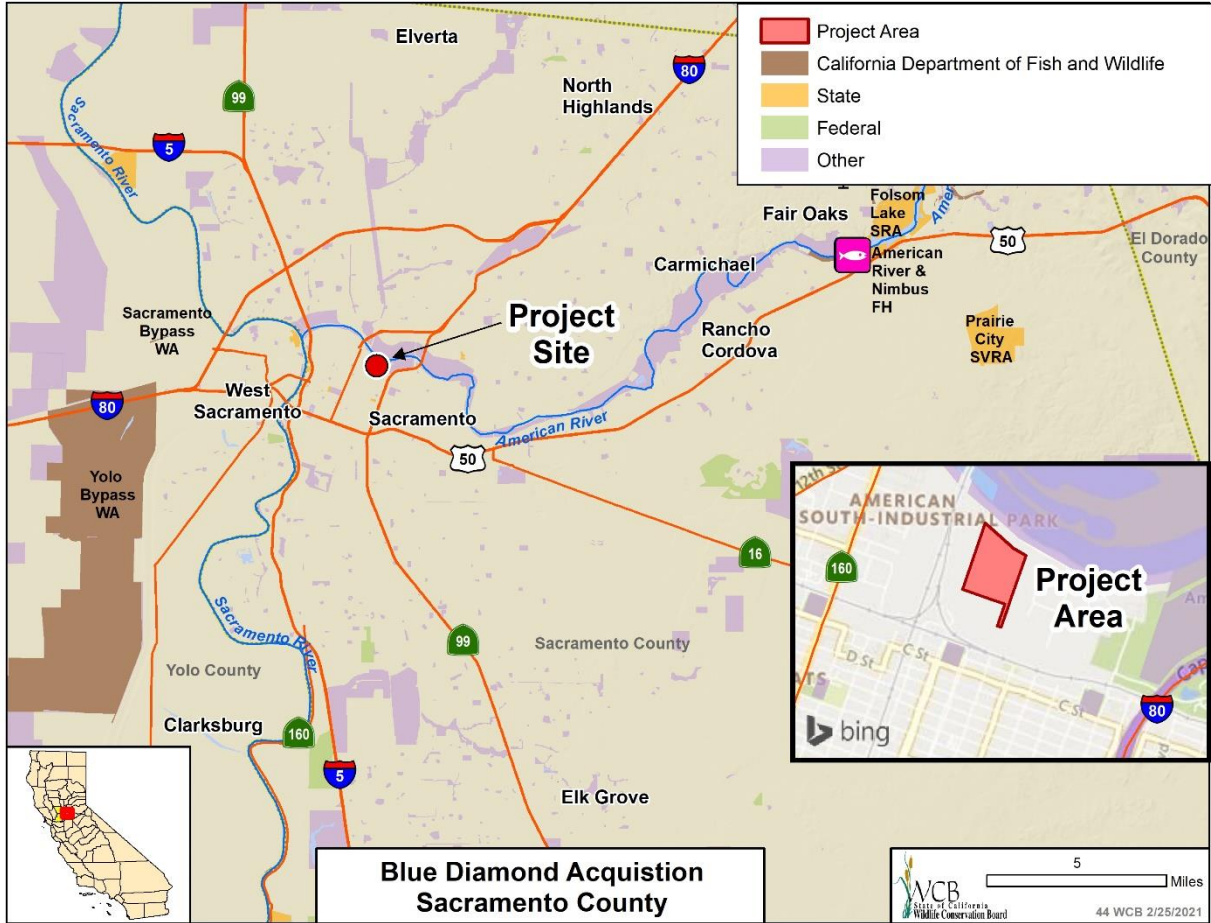 Elverta
80
Project Area
California Department of Fish and Wildlife
State
Federal
Other
99
North
Highlands
Sacramento River
5
Fair Oaks
Folsom
Lake
SRA
50
El Dorado
County
Carmichael
American
River &
Nimbus
FH
Sacramento
Bypass
WA
Project
Site
Rancho
Cordova
Prairie
City
SVRA
West
Sacramento
80
Sacramento
American River
50
Yolo
Bypass
WA
16
12th
AMERICAN
SOUTH-INDUSTRIAL PARK
160
Project
Area
D St
C St
C St
80
bing
Sacramento River
99
Sacramento County
Yolo County
Clarksburg
160
5
Elk Grove
Blue Diamond Acquistion
Sacramento County
WCB
State of California
Wildlife Conservation Board
5
Miles
44 WCB 2/25/2021